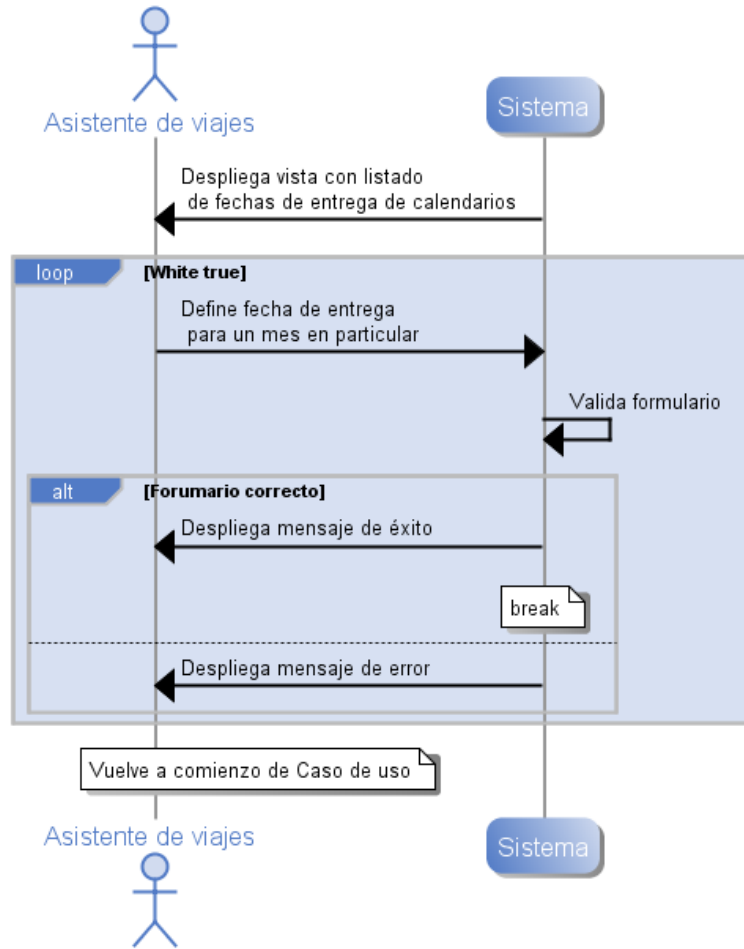 Asistente de viajes
Sistema
Despliega vista con listado
de fechas de entrega de calendarios
loop
[White true]
Define fecha de entrega
para un mes en particular
Valida formulario
alt
[Forumario correcto]
Despliega mensaje de éxito
break
Despliega mensaje de error
Vuelve a comienzo de Caso de uso
Asistente de viajes
Sistema